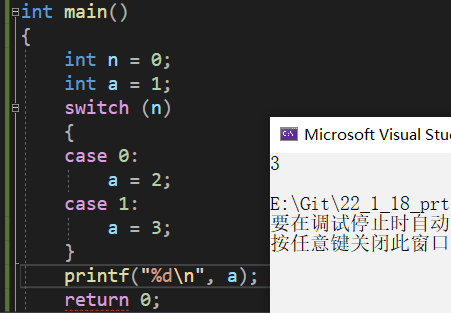 int main()
{
int n = 0;
int a = 1;
switch (n)
{
case 0:
a = 2;
case 1:
a = 3;
}
printf("%d\n", a);
return 0;
Microsoft Visual Stu
3
E:\Git\22_1_18_prt
要在调试停止时自动
按任意键关闭此窗口